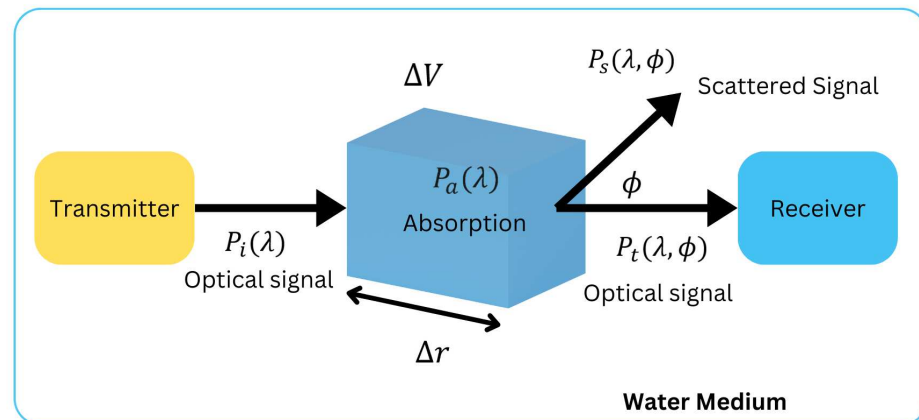 ΔV
P_s(λ, ϕ)
Scattered Signal
Transmitter
P_a(λ)
Absorption
ϕ
Receiver
P_i(λ)
Optical signal
P_t(λ, ϕ)
Optical signal
Δr
Water Medium